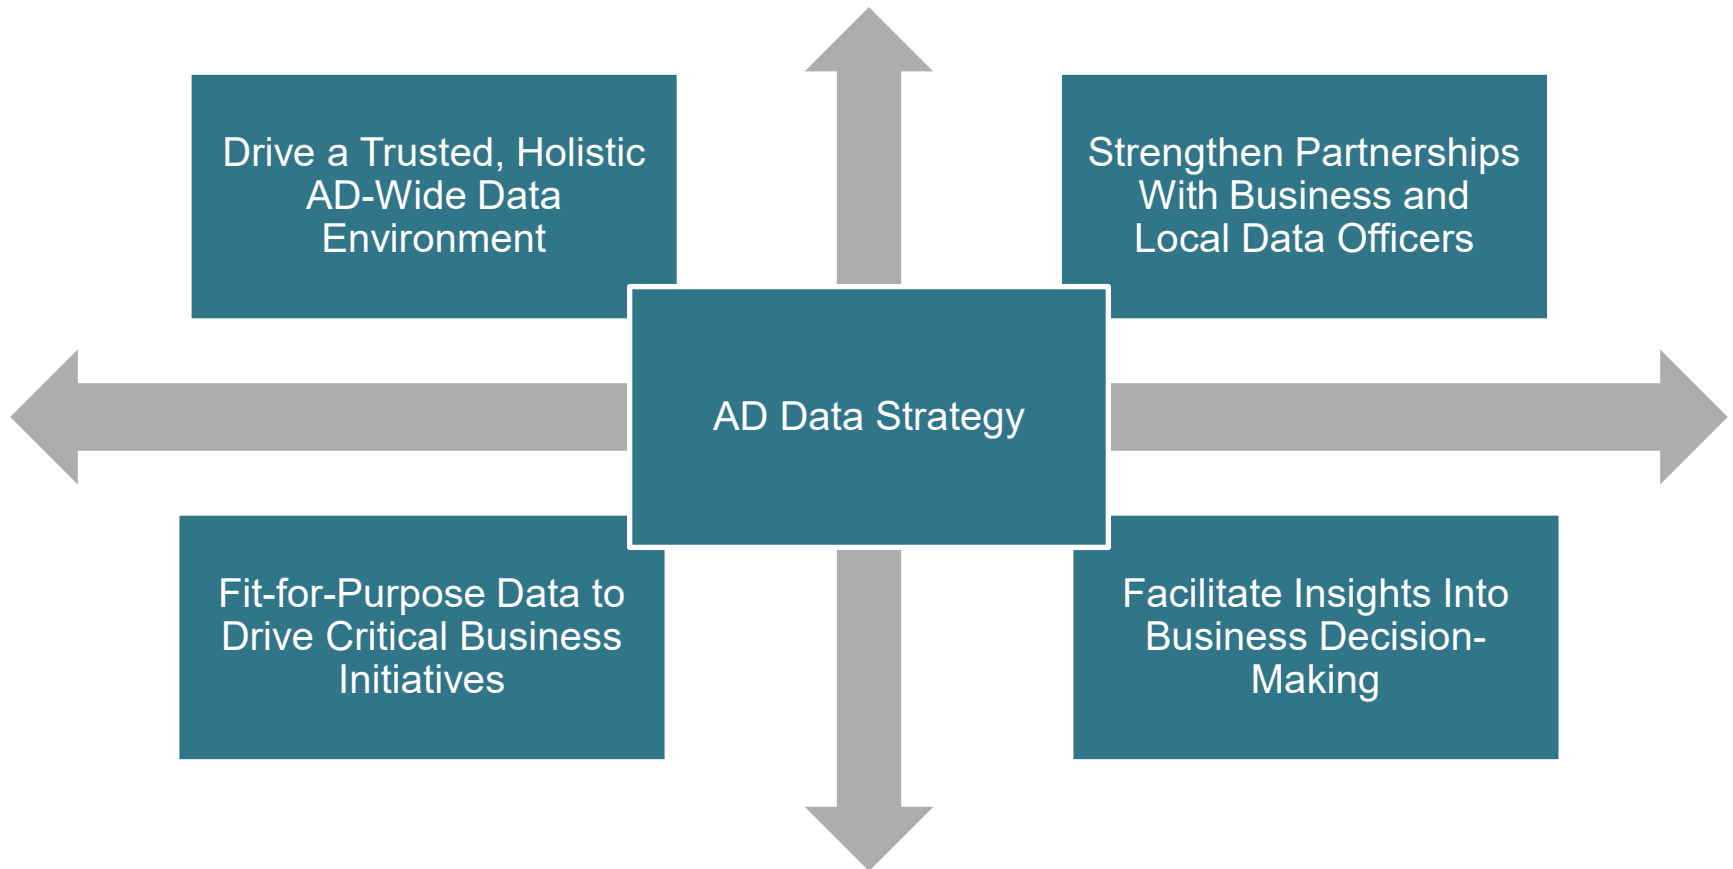 Drive a Trusted, Holistic
AD-Wide Data
Environment
Strengthen Partnerships
With Business and
Local Data Officers
AD Data Strategy
Fit-for-Purpose Data to
Drive Critical Business
Initiatives
Facilitate Insights Into
Business Decision-
Making